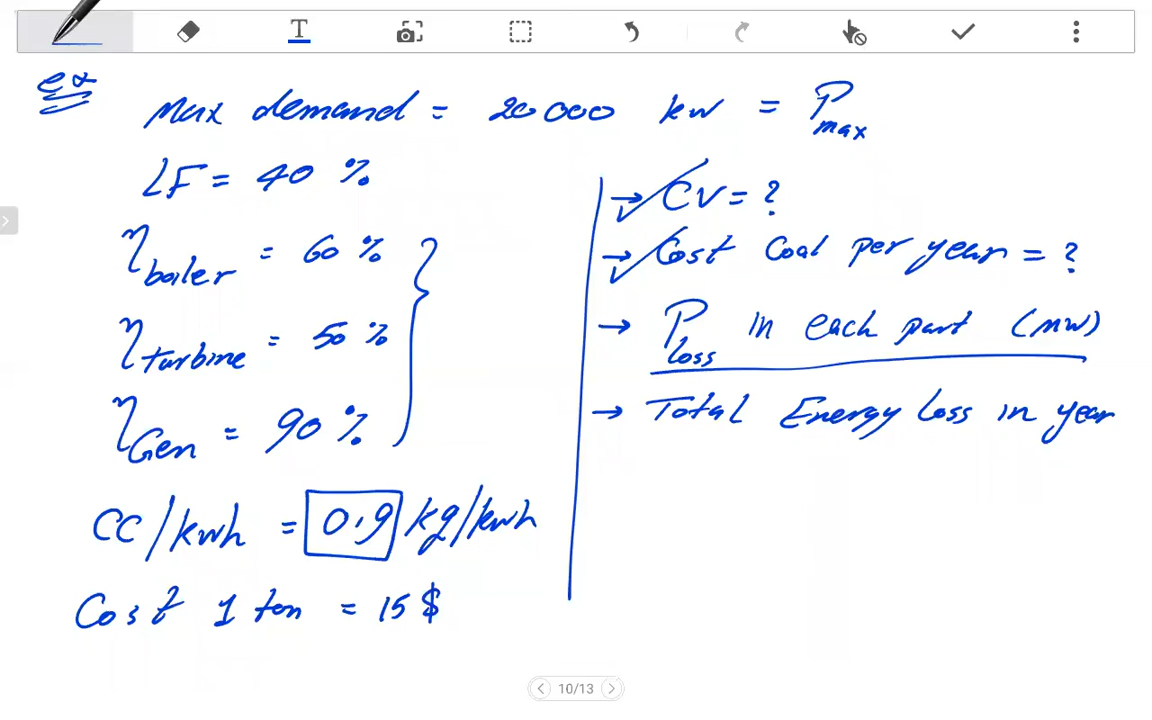 ex
Max demand = 20000 kw = P max
LF = 40 %
η boiler = 60 %
η turbine = 50 %
η Gen = 90 %
CC/kwh = 0.9 kg/kwh
Cost 1 ton = 15 $
→ CV = ?
→ Cost Coal per year = ?
→ P Loss in each part (MW)
→ Total Energy Loss in year
10/13